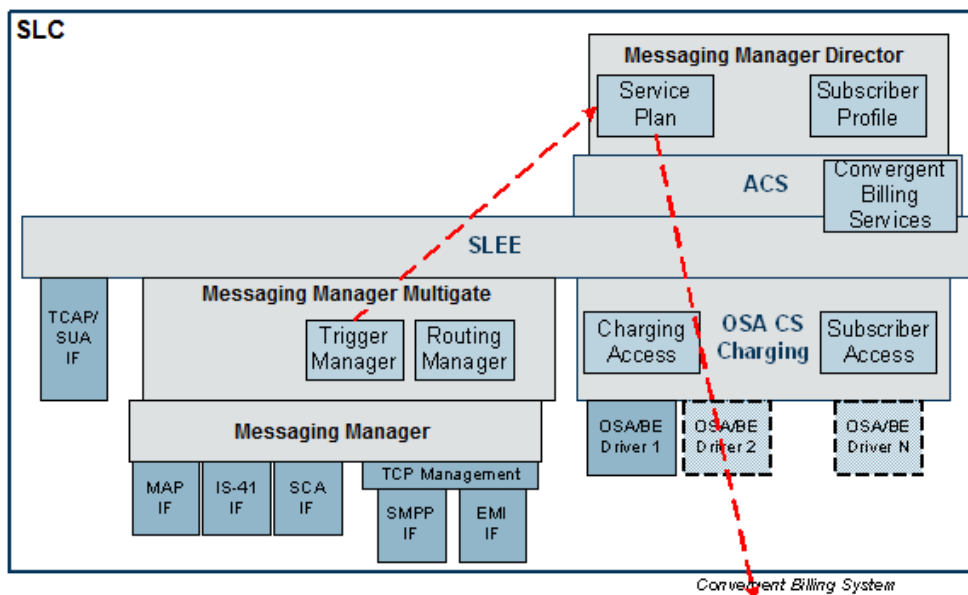 SLC
Messaging Manager Director
Service
Plan
Subscriber
Profile
ACS
Convergent
Billing
Services
SLEE
TCAP/
SUA
IF
Messaging Manager Multigate
Trigger
Manager
Routing
Manager
Charging
Access
OSA CS
Charging
Subscriber
Access
Messaging Manager
OSA/BE
Driver 1
OSA/BE
Driver 2
OSA/BE
Driver N
MAP
IF
IS-41
IF
SCA
IF
TCP Management
SMPP
IF
EMI
IF
Convergent Billing System